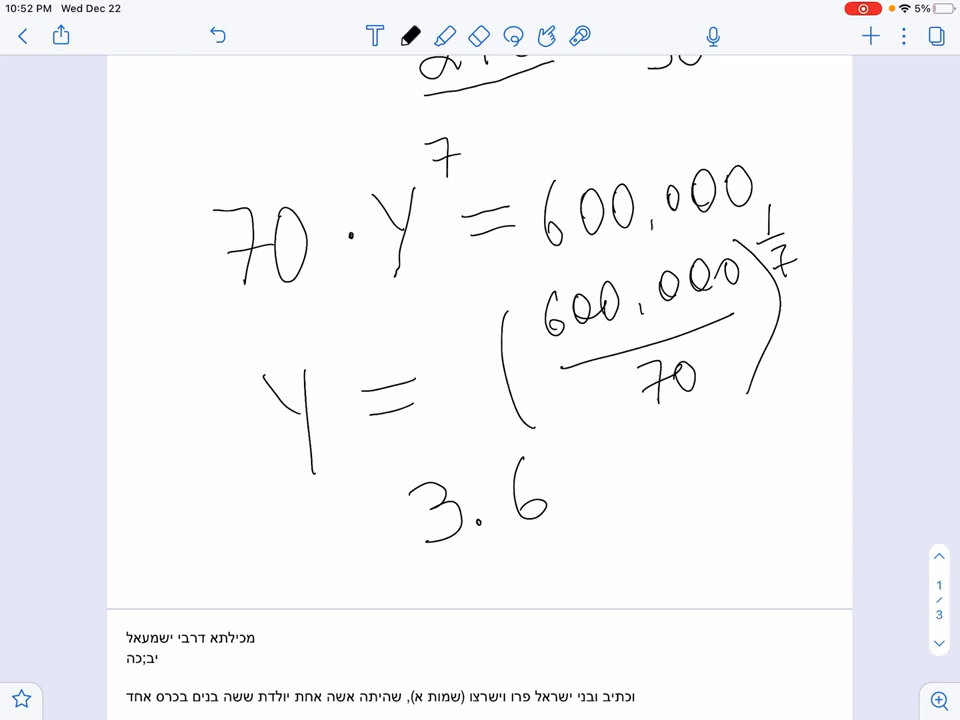 10:52 PM Wed Dec 22 5%
T
7
70 · Y = 600,000
1/7
Y = (600,000 / 70)
3.6
1
/
3
מכילתא דרבי ישמעאל
יב;כה
וכתיב ובני ישראל פרו וישרצו (שמות א), שהיתה אשה אחת יולדת ששה בנים בכרס אחד